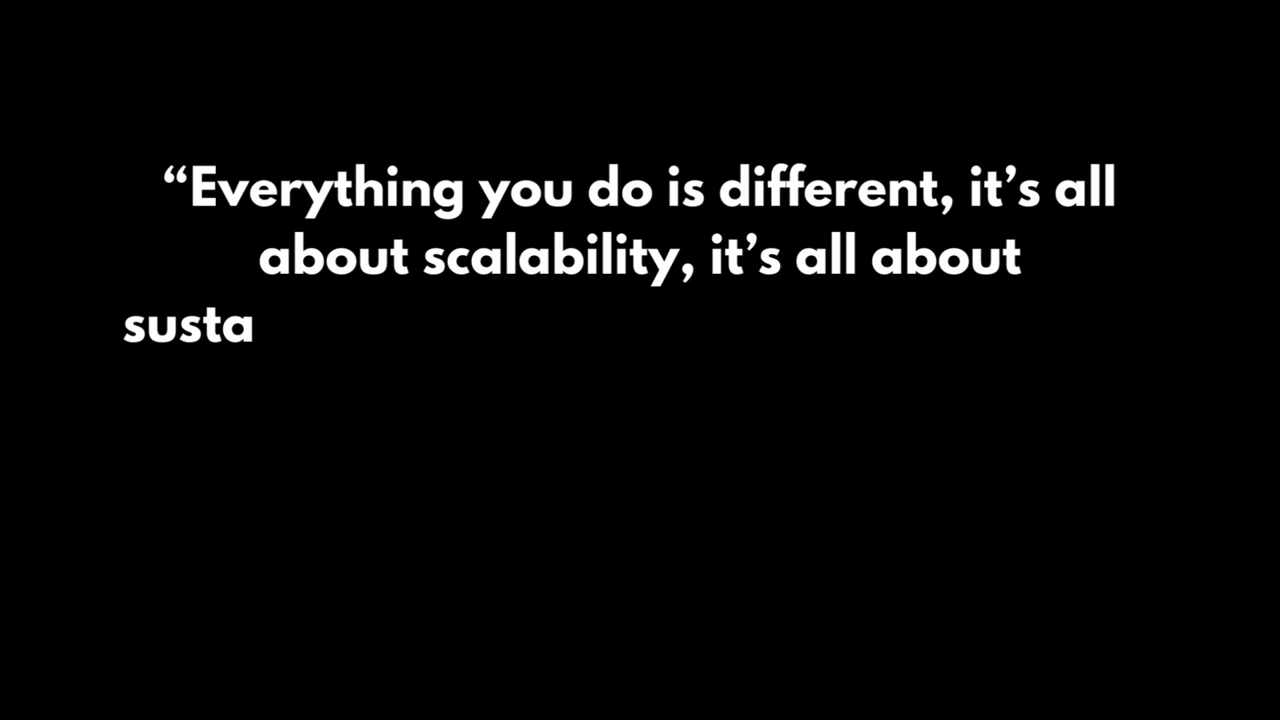 “Everything you do is different, it’s all
about scalability, it’s all about
susta